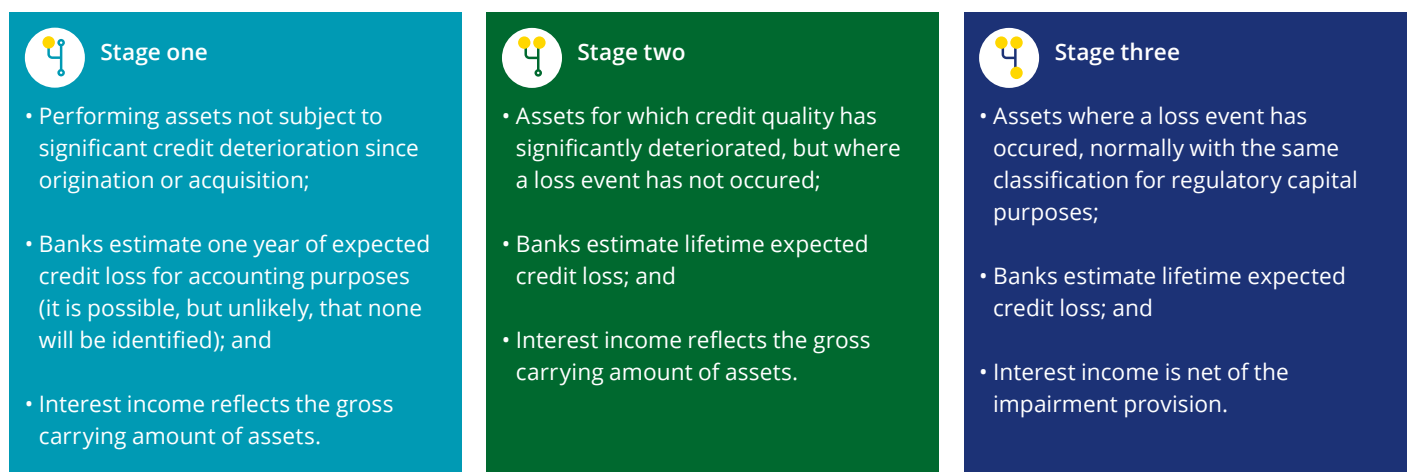 Stage one
• Performing assets not subject to
significant credit deterioration since
origination or acquisition;
• Banks estimate one year of expected
credit loss for accounting purposes
(it is possible, but unlikely, that none
will be identified); and
• Interest income reflects the gross
carrying amount of assets.
Stage two
• Assets for which credit quality has
significantly deteriorated, but where
a loss event has not occured;
• Banks estimate lifetime expected
credit loss; and
• Interest income reflects the gross
carrying amount of assets.
Stage three
• Assets where a loss event has
occured, normally with the same
classification for regulatory capital
purposes;
• Banks estimate lifetime expected
credit loss; and
• Interest income is net of the
impairment provision.